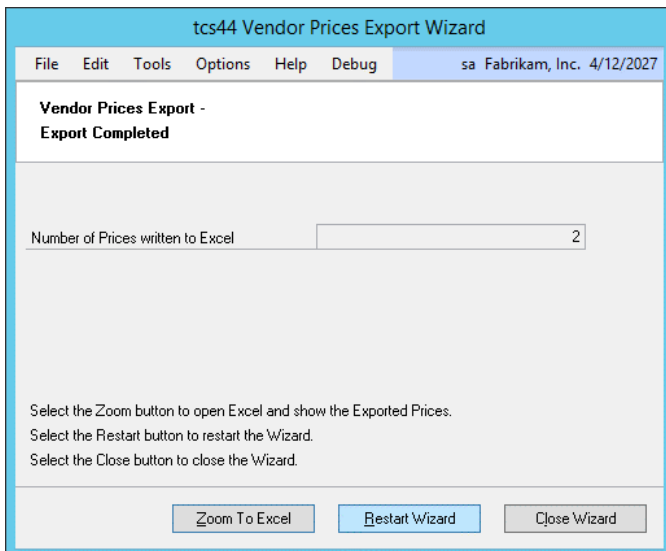 tcs44 Vendor Prices Export Wizard
File Edit Tools Options Help Debug sa Fabrikam, Inc. 4/12/2027
Vendor Prices Export -
Export Completed
Number of Prices written to Excel 2
Select the Zoom button to open Excel and show the Exported Prices.
Select the Restart button to restart the Wizard.
Select the Close button to close the Wizard.
Zoom To Excel Restart Wizard Close Wizard